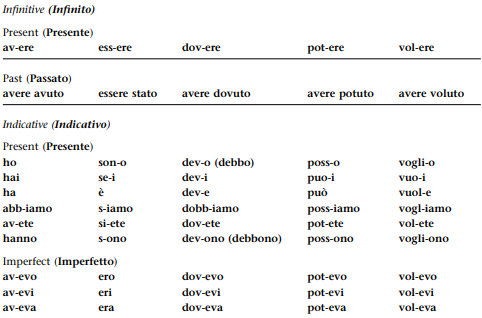 Infinitive (Infinito)
Present (Presente)
av-ere ess-ere dov-ere pot-ere vol-ere
Past (Passato)
avere avuto essere stato avere dovuto avere potuto avere voluto
Indicative (Indicativo)
Present (Presente)
ho son-o dev-o (debbo) poss-o vogli-o
hai se-i dev-i puo-i vuo-i
ha è dev-e può vuol-e
abb-iamo s-iamo dobb-iamo poss-iamo vogl-iamo
av-ete si-ete dov-ete pot-ete vol-ete
hanno s-ono dev-ono (debbono) poss-ono vogli-ono
Imperfect (Imperfetto)
av-evo ero dov-evo pot-evo vol-evo
av-evi eri dov-evi pot-evi vol-evi
av-eva era dov-eva pot-eva vol-eva